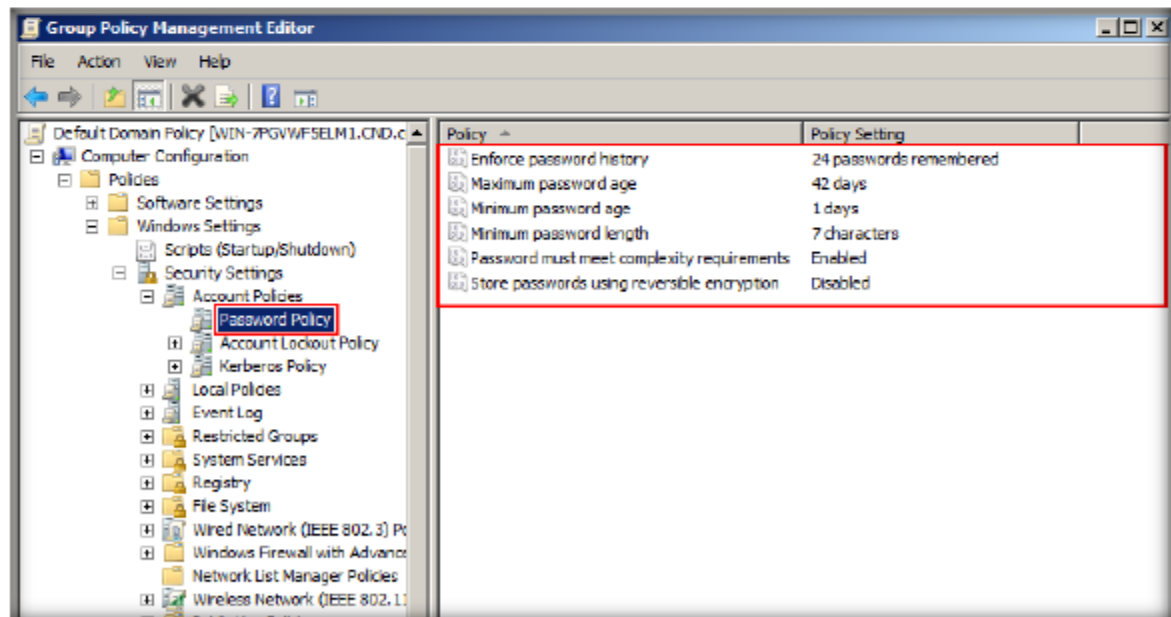 Group Policy Management Editor
File Action View Help
Default Domain Policy [WIN-7PGVWF5ELM1.CND.c
Computer Configuration
Policies
Software Settings
Windows Settings
Scripts (Startup/Shutdown)
Security Settings
Account Policies
Password Policy
Account Lockout Policy
Kerberos Policy
Local Policies
Event Log
Restricted Groups
System Services
Registry
File System
Wired Network (IEEE 802.3) Po
Windows Firewall with Advance
Network List Manager Policies
Wireless Network (IEEE 802.11
Policy Policy Setting
Enforce password history 24 passwords remembered
Maximum password age 42 days
Minimum password age 1 days
Minimum password length 7 characters
Password must meet complexity requirements Enabled
Store passwords using reversible encryption Disabled